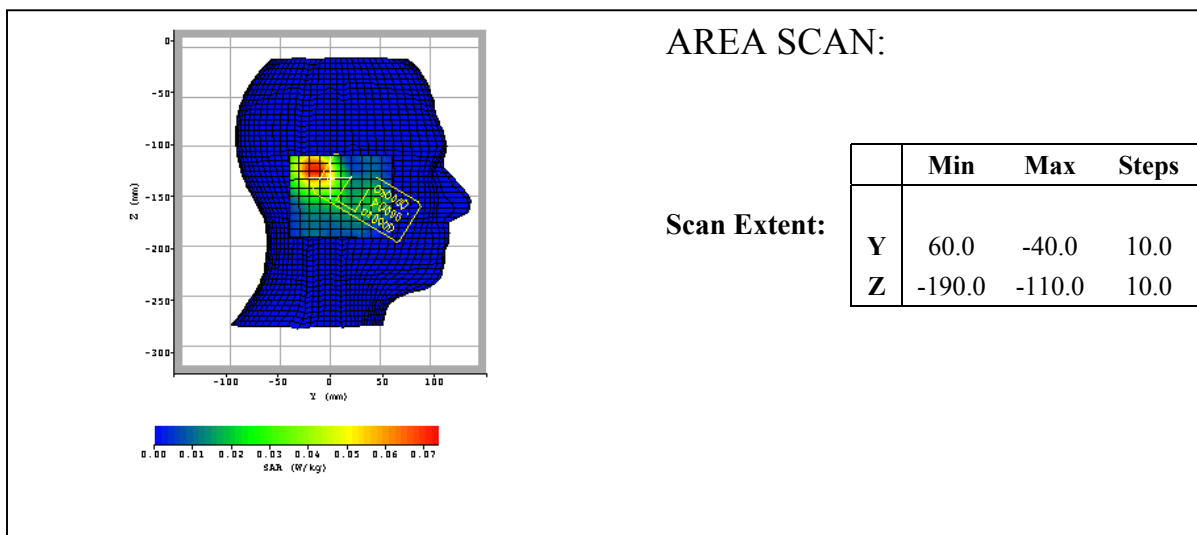 AREA SCAN:
Min Max Steps
Scan Extent:
Y 60.0 -40.0 10.0
Z -190.0 -110.0 10.0
0
-50
-100
-150
-200
-250
-300
Z (mm)
-100 -50 0 50 100
Y (mm)
0.00 0.01 0.02 0.03 0.04 0.05 0.06 0.07
SAR (W/kg)